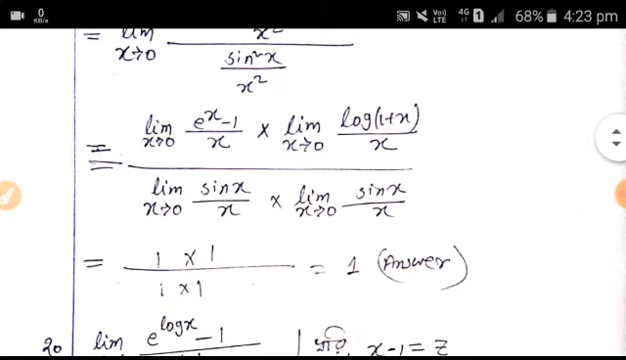 0 KB/s Vo) LTE 4G 1 68% 4:23 pm
= lim x→0 x²
sin²x / x²
= lim x→0 (e^x-1)/x × lim x→0 log(1+x)/x
lim x→0 sinx/x × lim x→0 sinx/x
= (1 × 1)/(1 × 1) = 1 (Answer)
20 lim e^logx - 1 | ধরি, x-1 = z